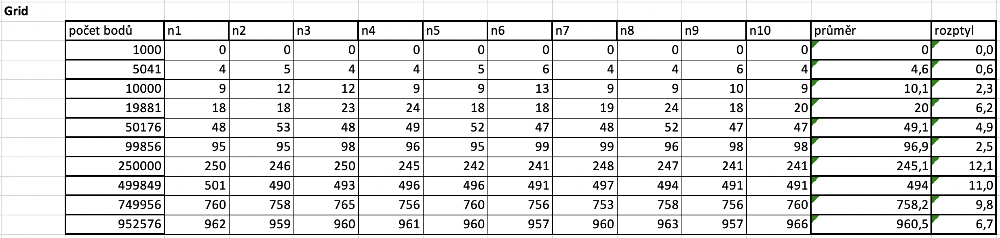 Grid
počet bodů n1 n2 n3 n4 n5 n6 n7 n8 n9 n10 průměr rozptyl
1000 0 0 0 0 0 0 0 0 0 0 0 0,0
5041 4 5 4 4 5 6 4 4 6 4 4,6 0,6
10000 9 12 12 9 9 13 9 9 10 9 10,1 2,3
19881 18 18 23 24 18 18 19 24 18 20 20 6,2
50176 48 53 48 49 52 47 48 52 47 47 49,1 4,9
99856 95 95 98 96 95 99 99 96 98 98 96,9 2,5
250000 250 246 250 245 242 241 248 247 241 241 245,1 12,1
499849 501 490 493 496 496 491 497 494 491 491 494 11,0
749956 760 758 765 756 760 756 753 758 756 760 758,2 9,8
952576 962 959 960 961 960 957 960 963 957 966 960,5 6,7